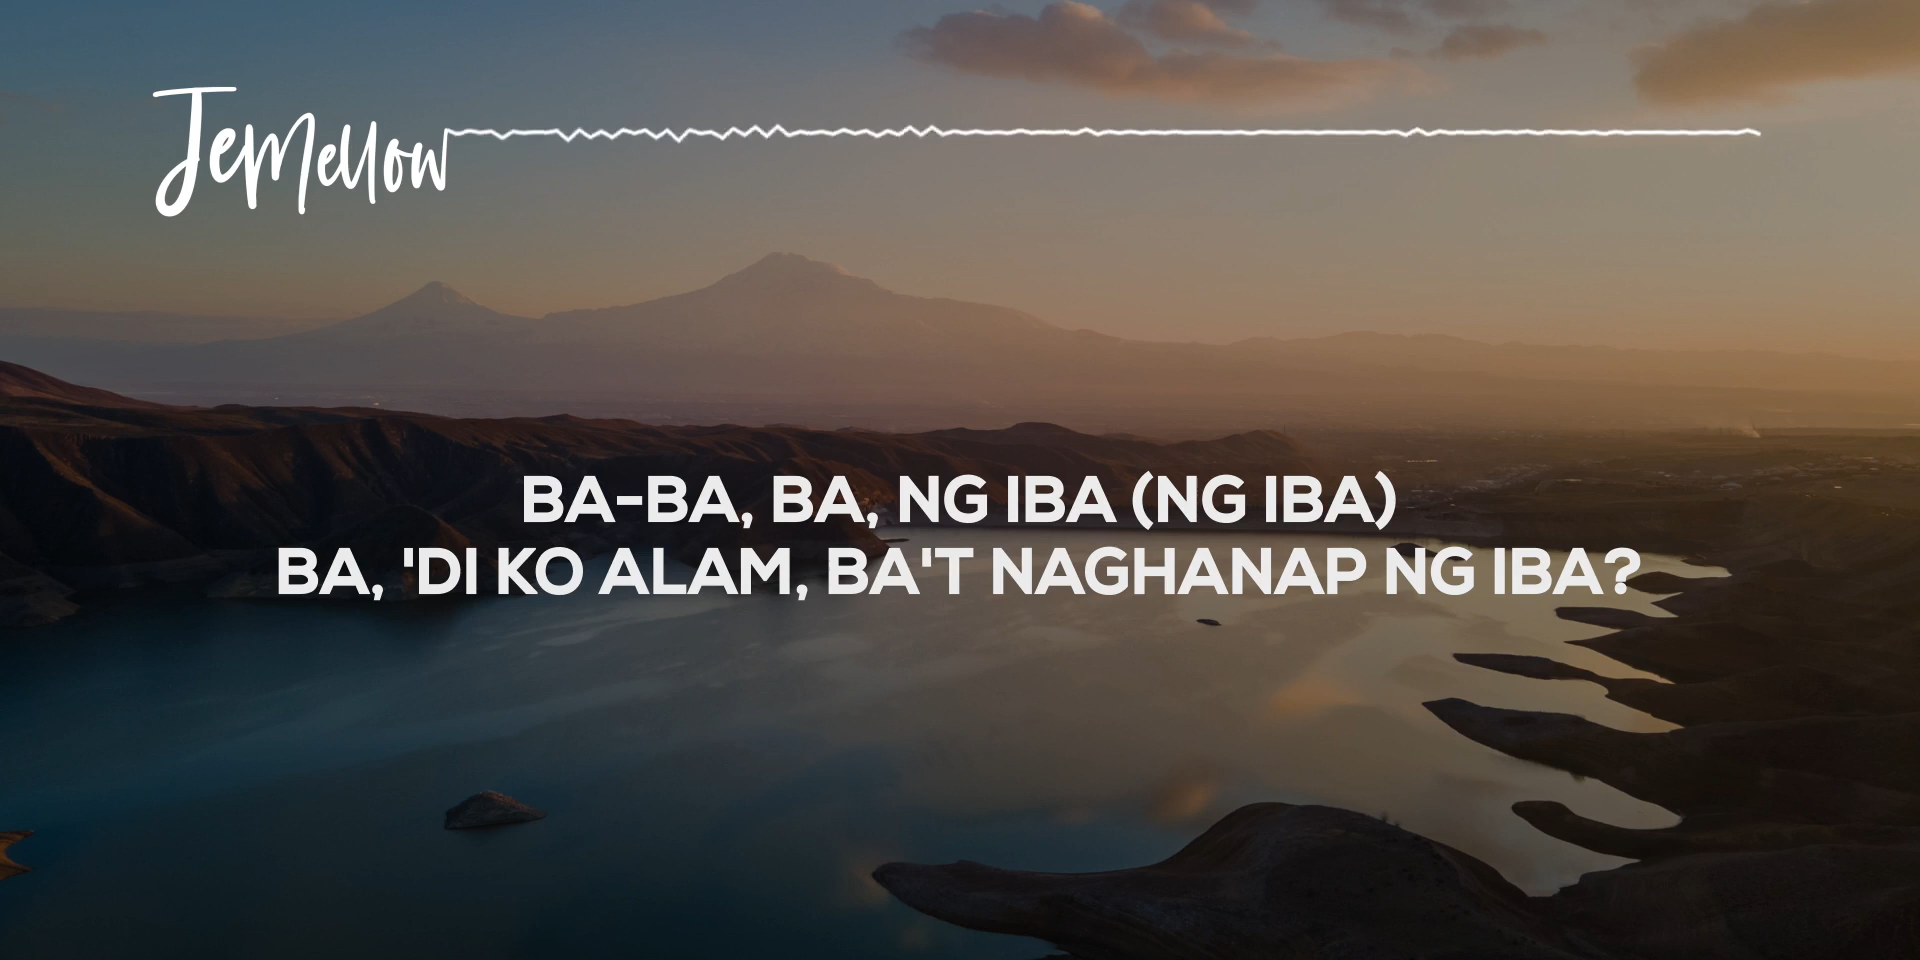 Jemellow
BA-BA, BA, NG IBA (NG IBA)
BA, 'DI KO ALAM, BA'T NAGHANAP NG IBA?